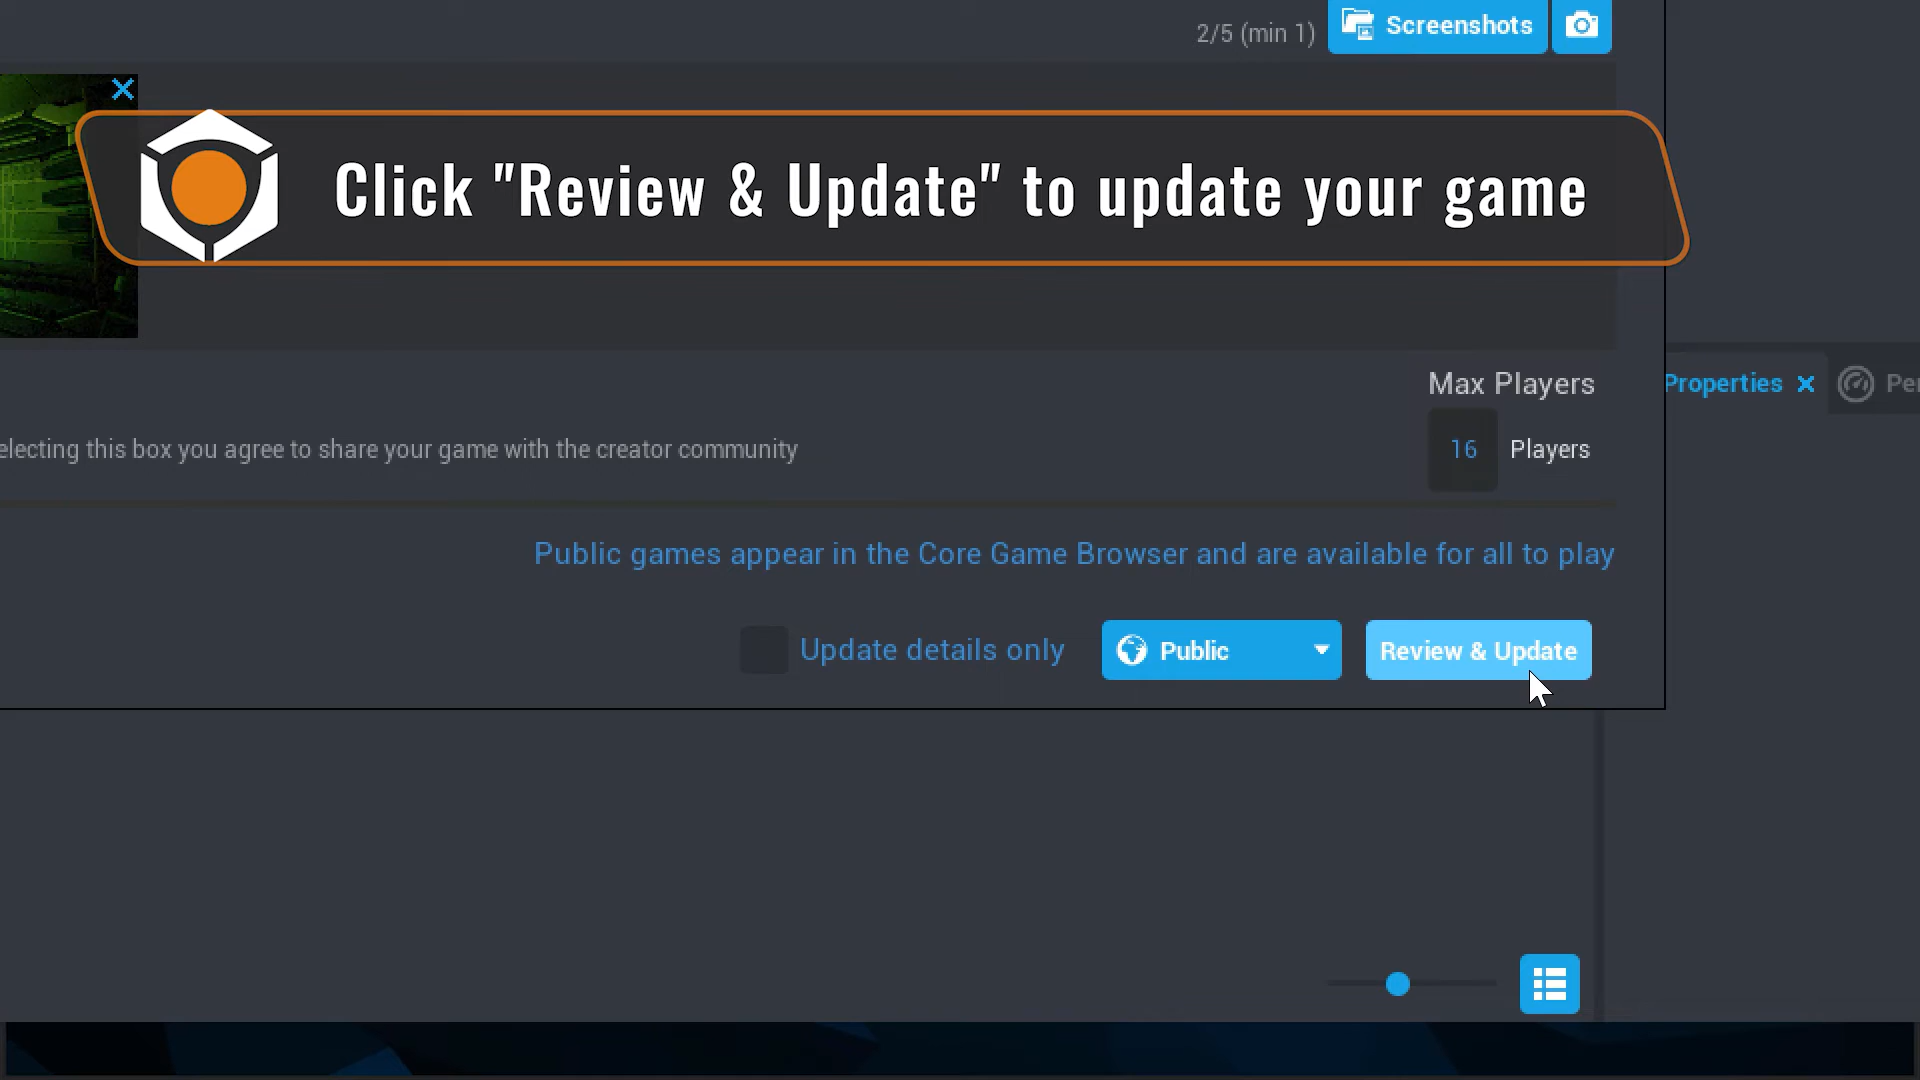 2/5 (min 1)
Screenshots
Click "Review & Update" to update your game
Max Players
Properties
electing this box you agree to share your game with the creator community
16 Players
Public games appear in the Core Game Browser and are available for all to play
Update details only
Public
Review & Update